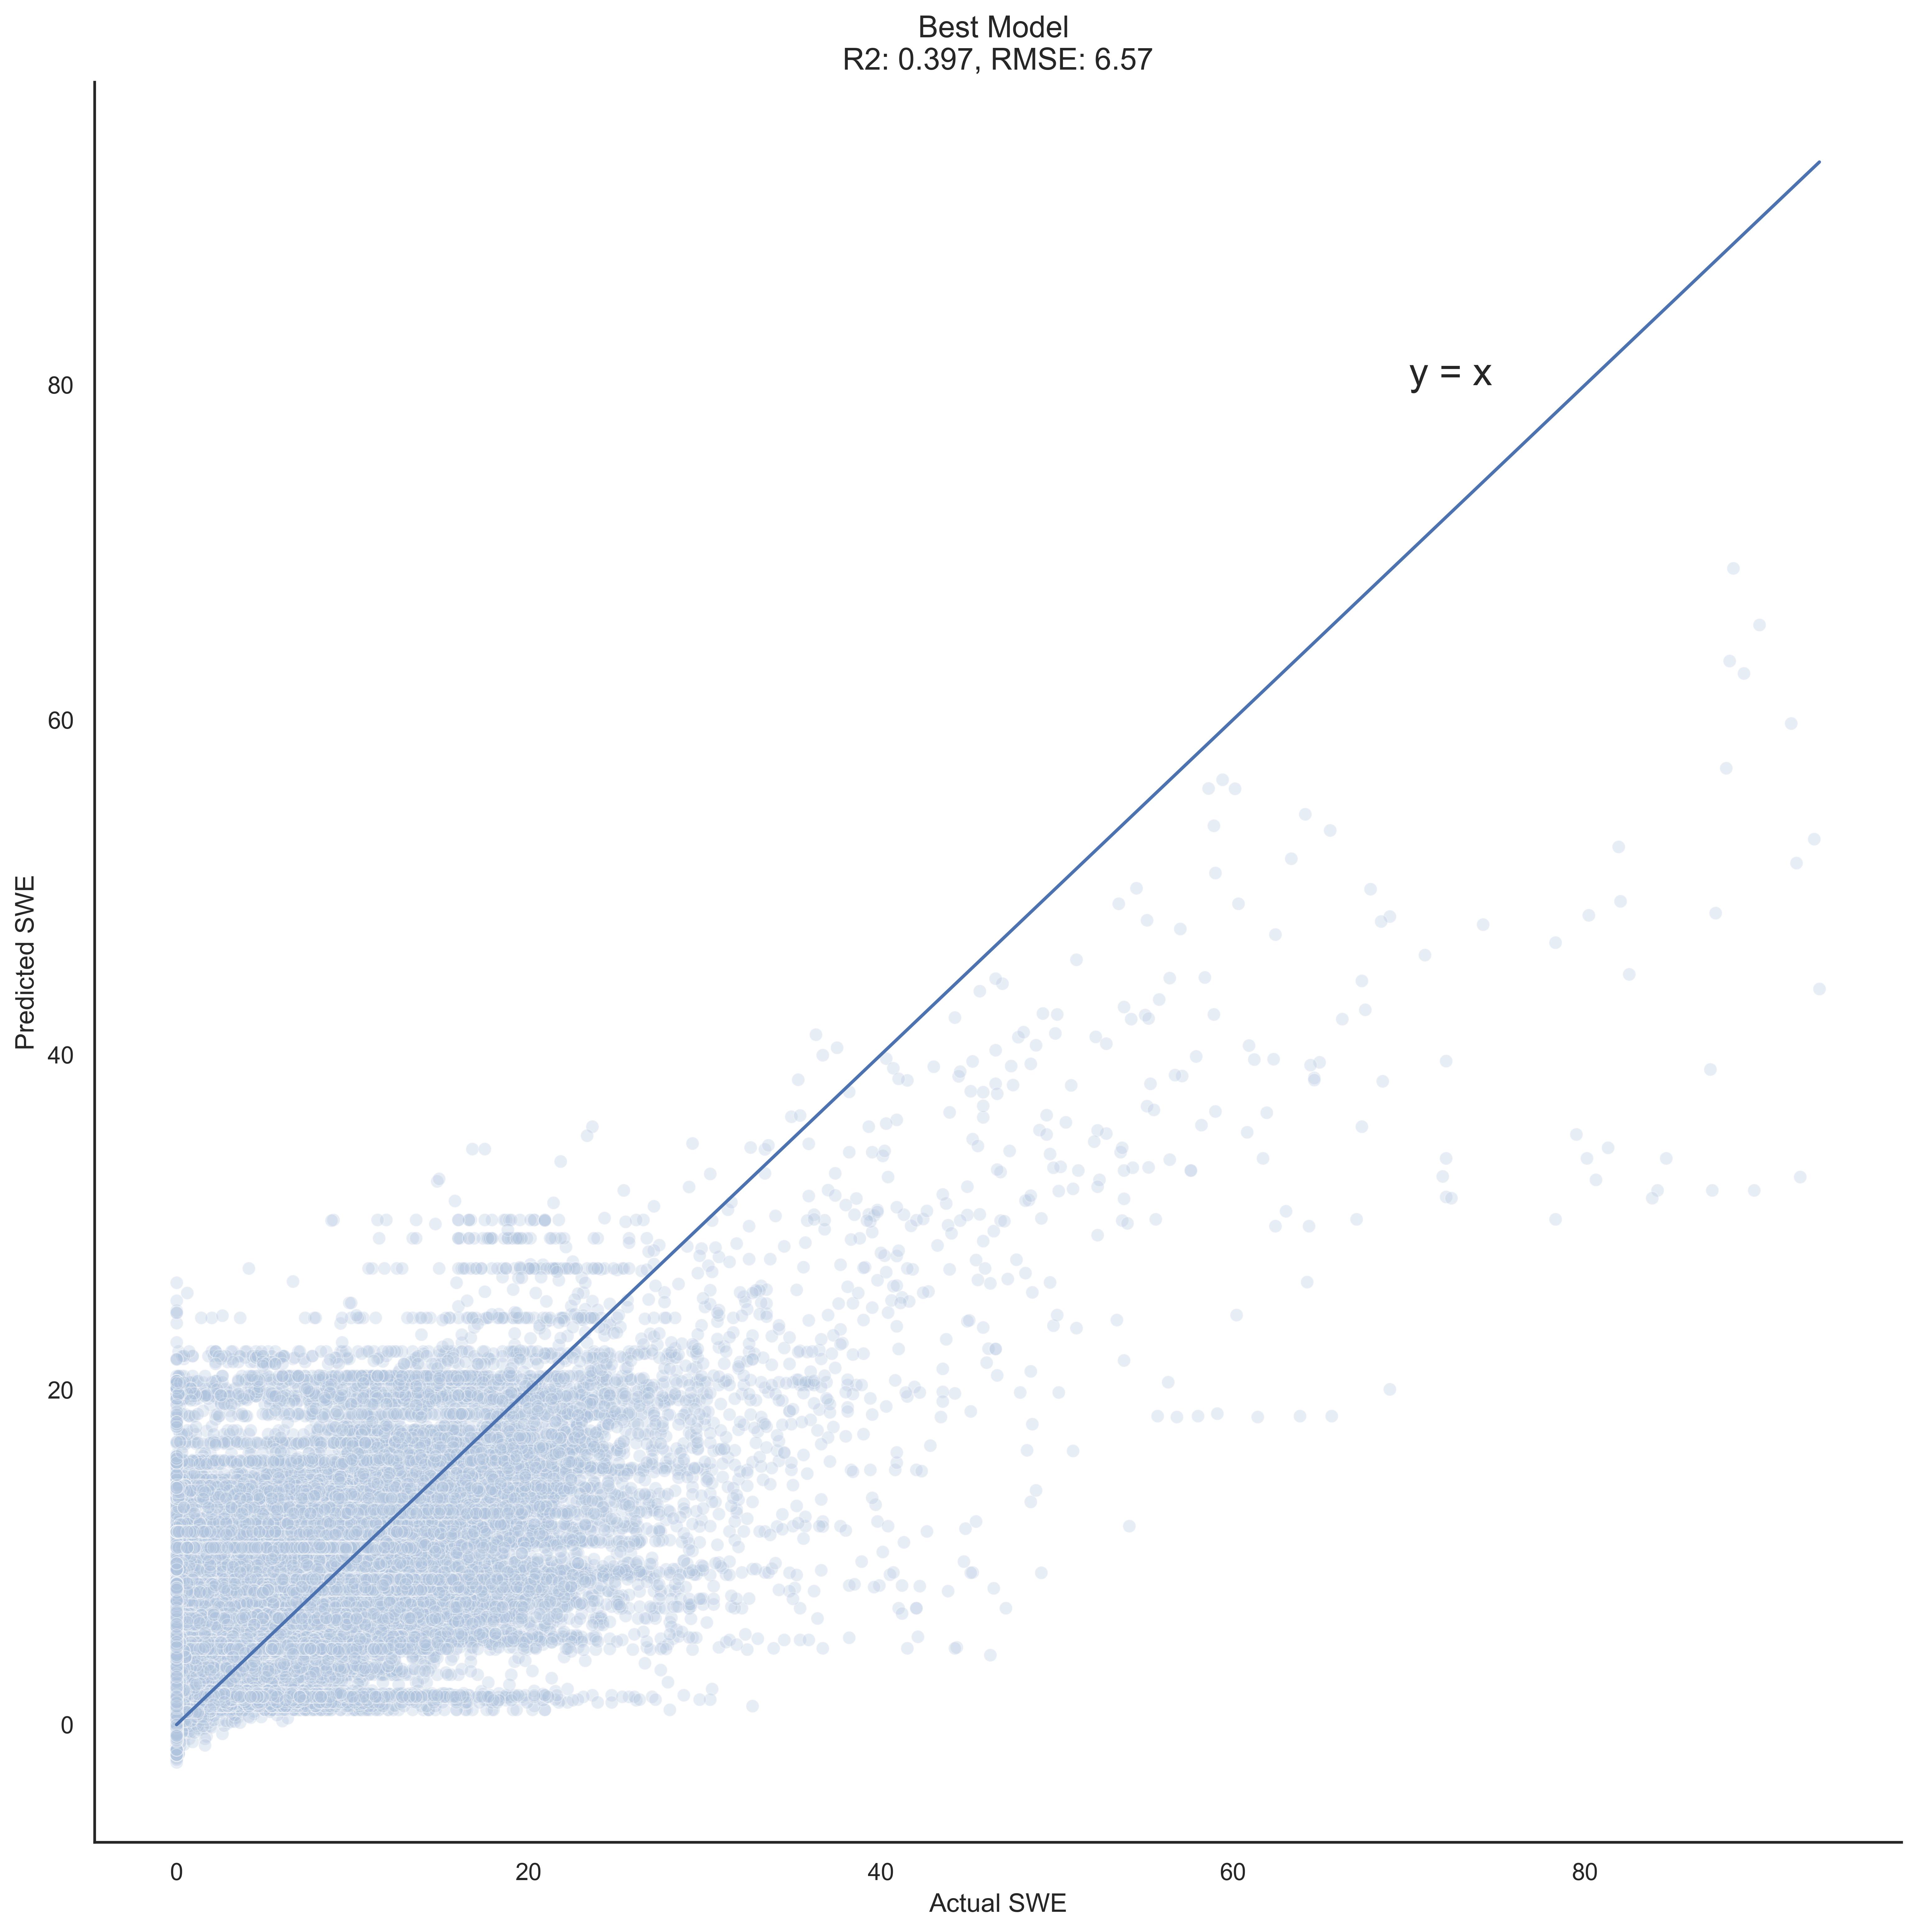 Best Model
R2: 0.397, RMSE: 6.57
y = x
80
60
40
20
0
Predicted SWE
0 20 40 60 80
Actual SWE